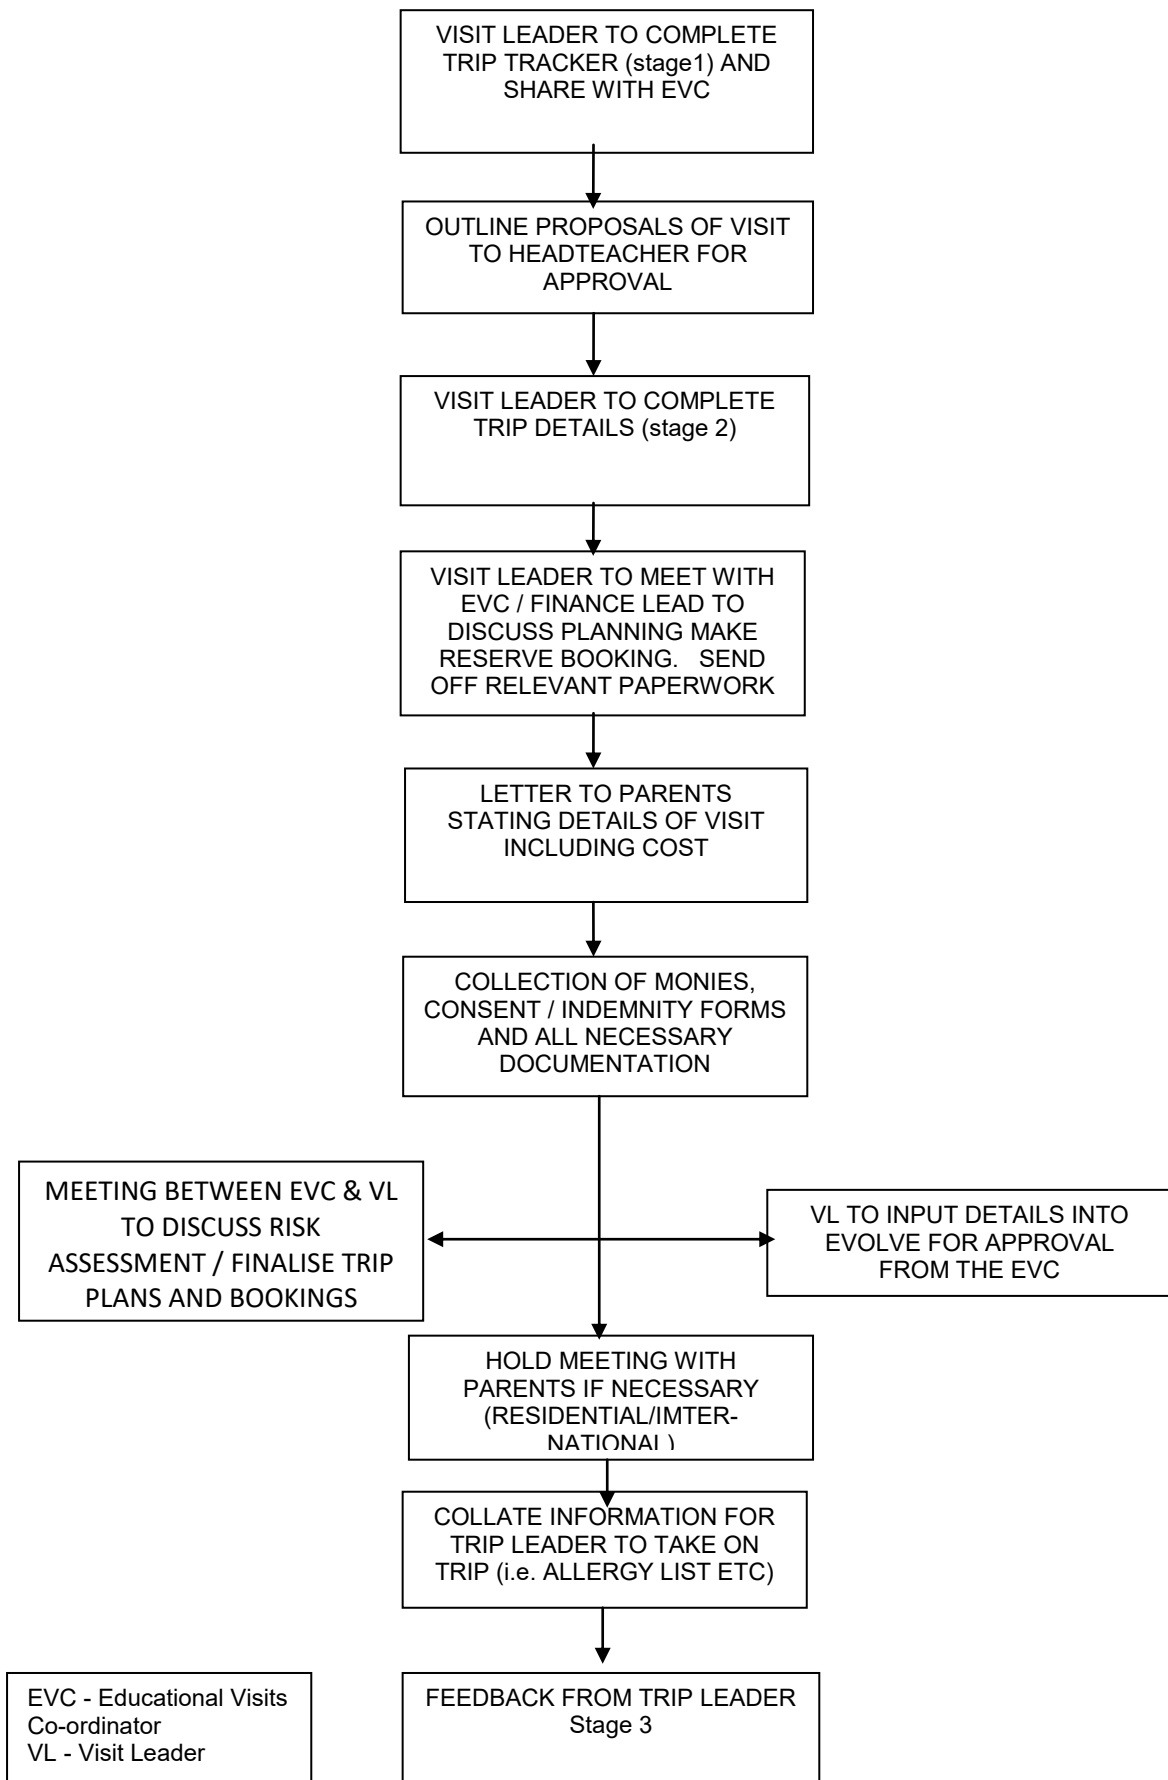 VISIT LEADER TO COMPLETE
TRIP TRACKER (stage1) AND
SHARE WITH EVC
OUTLINE PROPOSALS OF VISIT
TO HEADTEACHER FOR
APPROVAL
VISIT LEADER TO COMPLETE
TRIP DETAILS (stage 2)
VISIT LEADER TO MEET WITH
EVC / FINANCE LEAD TO
DISCUSS PLANNING MAKE
RESERVE BOOKING.   SEND
OFF RELEVANT PAPERWORK
LETTER TO PARENTS
STATING DETAILS OF VISIT
INCLUDING COST
COLLECTION OF MONIES,
CONSENT / INDEMNITY FORMS
AND ALL NECESSARY
DOCUMENTATION
MEETING BETWEEN EVC & VL
TO DISCUSS RISK
ASSESSMENT / FINALISE TRIP
PLANS AND BOOKINGS
VL TO INPUT DETAILS INTO
EVOLVE FOR APPROVAL
FROM THE EVC
HOLD MEETING WITH
PARENTS IF NECESSARY
(RESIDENTIAL/IMTER-
NATIONAL)
COLLATE INFORMATION FOR
TRIP LEADER TO TAKE ON
TRIP (i.e. ALLERGY LIST ETC)
EVC - Educational Visits
Co-ordinator
VL - Visit Leader
FEEDBACK FROM TRIP LEADER
Stage 3